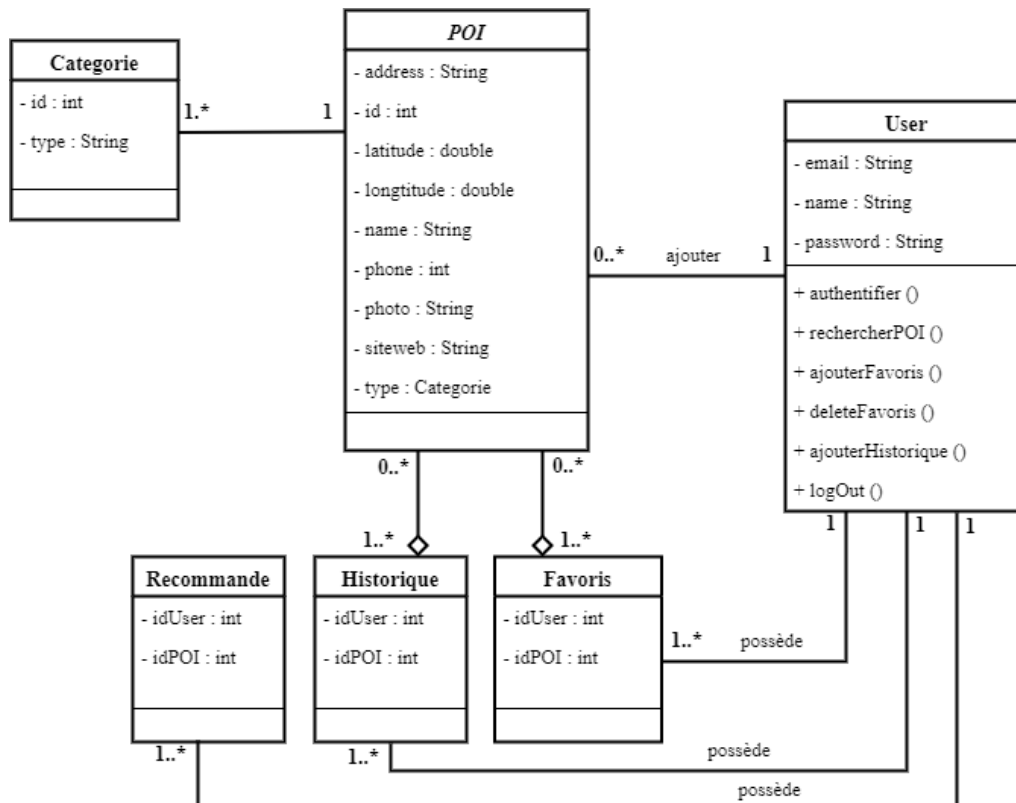 Categorie
- id : int
- type : String
1.*
1
POI
- address : String
- id : int
- latitude : double
- longtitude : double
- name : String
- phone : int
- photo : String
- siteweb : String
- type : Categorie
0..*
ajouter
1
User
- email : String
- name : String
- password : String
+ authentifier ()
+ rechercherPOI ()
+ ajouterFavoris ()
+ deleteFavoris ()
+ ajouterHistorique ()
+ logOut ()
0..*
0..*
1
1
1
1..*
1..*
Recommande
- idUser : int
- idPOI : int
Historique
- idUser : int
- idPOI : int
Favoris
- idUser : int
- idPOI : int
1..*
possède
1..*
1..*
possède
possède